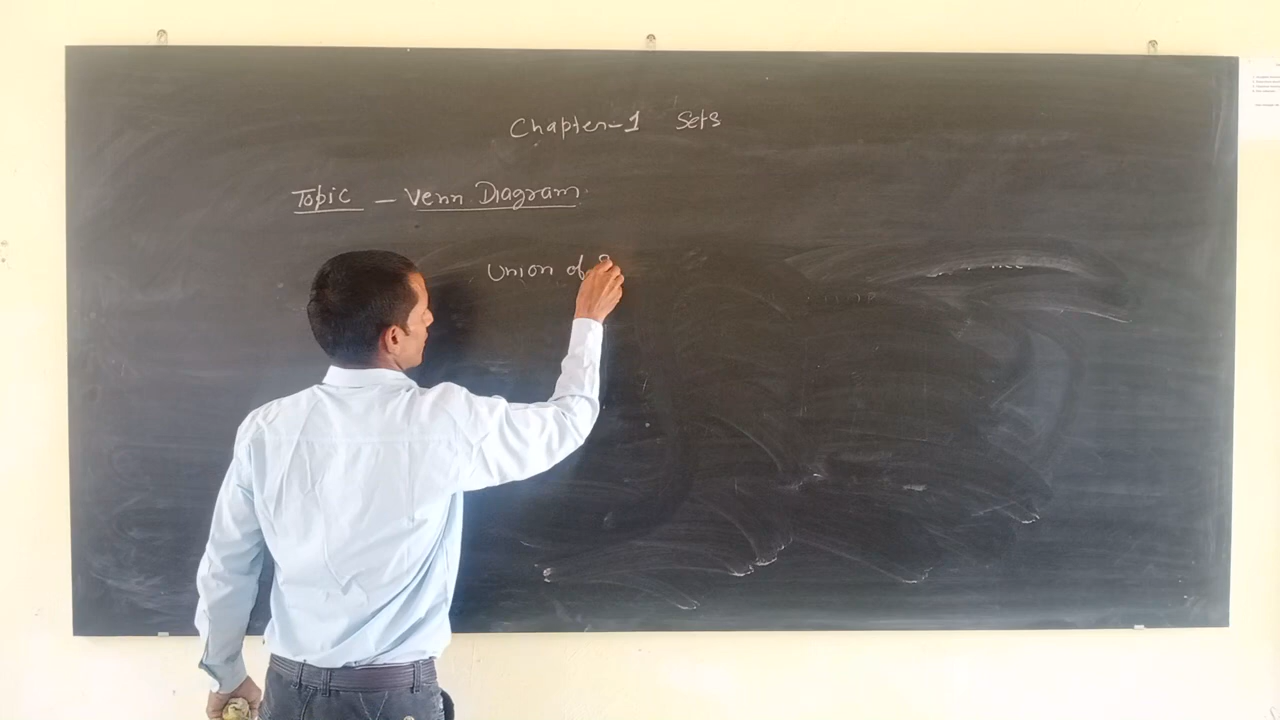 Chapter-1 Sets
Topic - Venn Diagram.
Union of